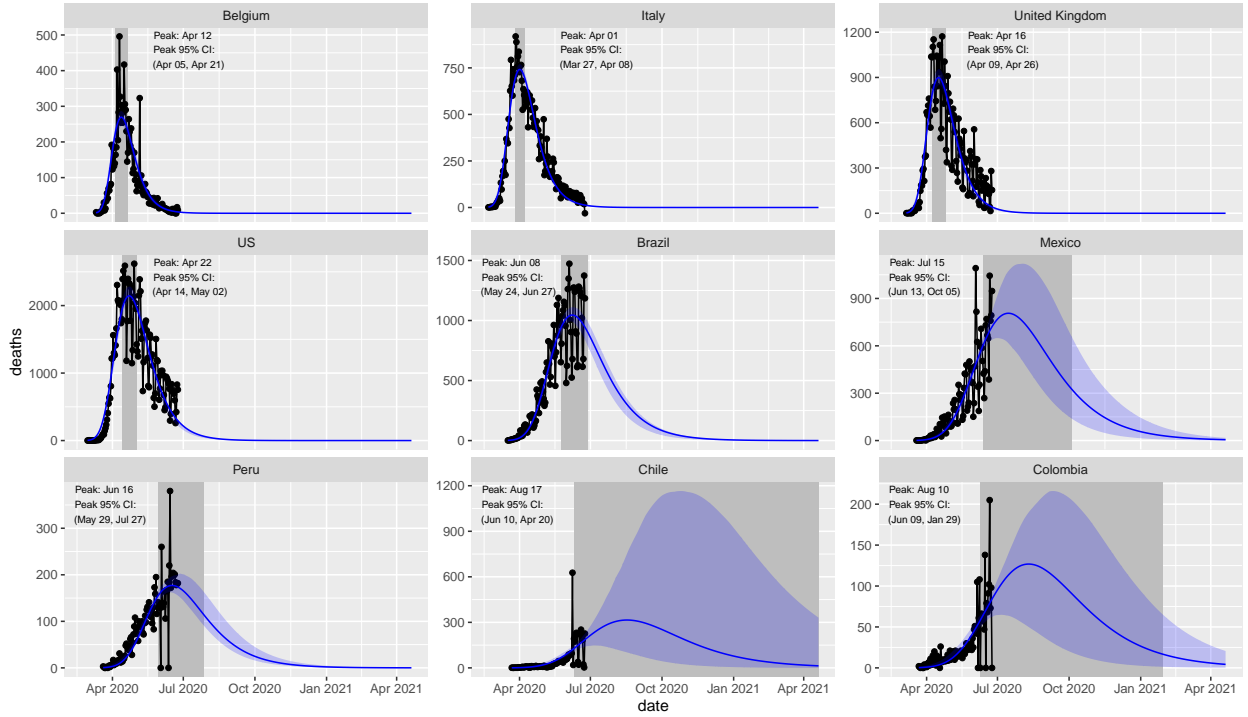 Belgium
Italy
United Kingdom
Peak: Apr 12
Peak 95% CI:
(Apr 05, Apr 21)
Peak: Apr 01
Peak 95% CI:
(Mar 27, Apr 08)
Peak: Apr 16
Peak 95% CI:
(Apr 09, Apr 26)
500
400
300
200
100
0
750
500
250
0
1200
900
600
300
0
US
Brazil
Mexico
Peak: Apr 22
Peak 95% CI:
(Apr 14, May 02)
Peak: Jun 08
Peak 95% CI:
(May 24, Jun 27)
Peak: Jul 15
Peak 95% CI:
(Jun 13, Oct 05)
2000
1000
0
1500
1000
500
0
900
600
300
0
deaths
Peru
Chile
Colombia
Peak: Jun 16
Peak 95% CI:
(May 29, Jul 27)
Peak: Aug 17
Peak 95% CI:
(Jun 10, Apr 20)
Peak: Aug 10
Peak 95% CI:
(Jun 09, Jan 29)
300
200
100
0
1200
900
600
300
0
200
150
100
50
0
Apr 2020 Jul 2020 Oct 2020 Jan 2021 Apr 2021
Apr 2020 Jul 2020 Oct 2020 Jan 2021 Apr 2021
Apr 2020 Jul 2020 Oct 2020 Jan 2021 Apr 2021
date